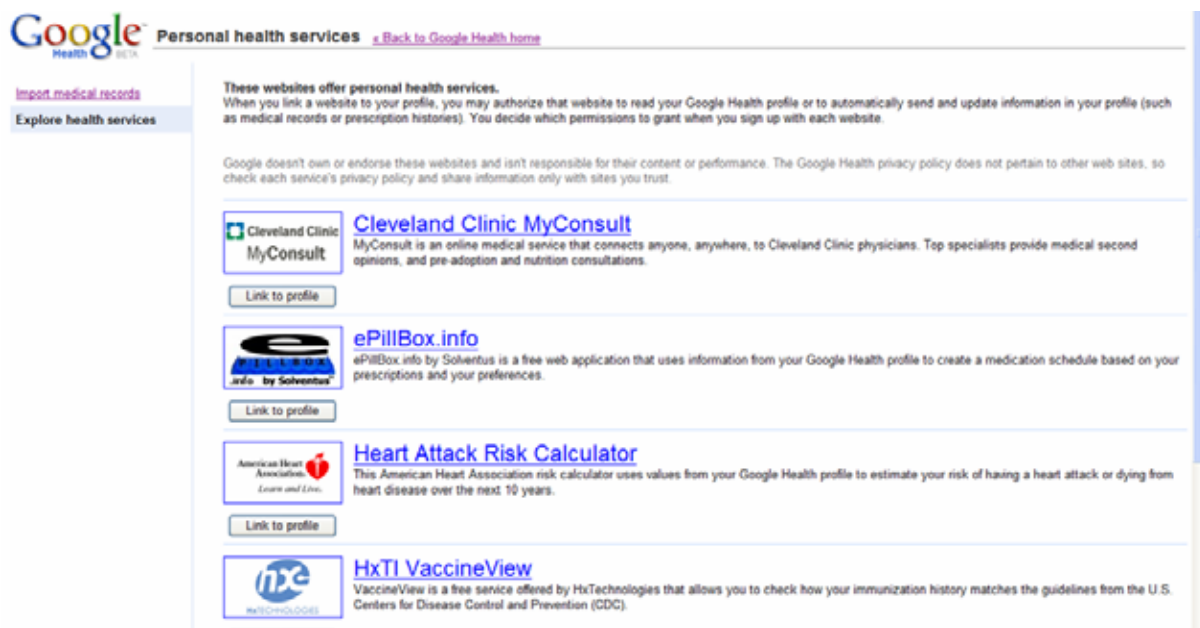 Google
Health BETA
Personal health services « Back to Google Health home
Import medical records
Explore health services
These websites offer personal health services.
When you link a website to your profile, you may authorize that website to read your Google Health profile or to automatically send and update information in your profile (such
as medical records or prescription histories). You decide which permissions to grant when you sign up with each website.
Google doesn't own or endorse these websites and isn't responsible for their content or performance. The Google Health privacy policy does not pertain to other web sites, so
check each service's privacy policy and share information only with sites you trust.
Cleveland Clinic
MyConsult
Cleveland Clinic MyConsult
MyConsult is an online medical service that connects anyone, anywhere, to Cleveland Clinic physicians. Top specialists provide medical second
opinions, and pre-adoption and nutrition consultations.
Link to profile
e
PILLBOX
.info by Solventus
ePillBox.info
ePillBox.info by Solventus is a free web application that uses information from your Google Health profile to create a medication schedule based on your
prescriptions and your preferences.
Link to profile
American Heart
Association
Learn and Live.
Heart Attack Risk Calculator
This American Heart Association risk calculator uses values from your Google Health profile to estimate your risk of having a heart attack or dying from
heart disease over the next 10 years.
Link to profile
hx
HxTECHNOLOGIES
HxTI VaccineView
VaccineView is a free service offered by HxTechnologies that allows you to check how your immunization history matches the guidelines from the U.S.
Centers for Disease Control and Prevention (CDC).